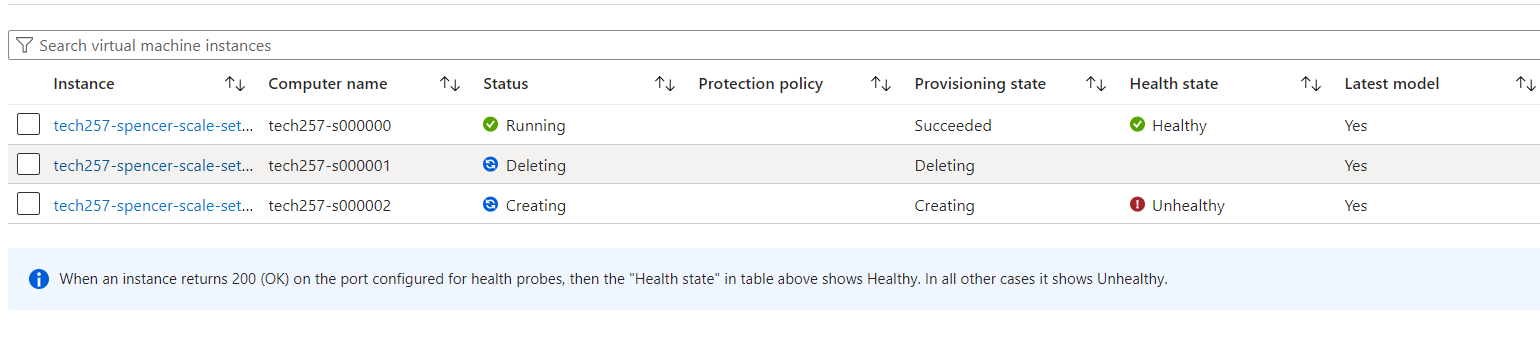 Search virtual machine instances
Instance Computer name Status Protection policy Provisioning state Health state Latest model
tech257-spencer-scale-set... tech257-s000000 Running Succeeded Healthy Yes
tech257-spencer-scale-set... tech257-s000001 Deleting Deleting Yes
tech257-spencer-scale-set... tech257-s000002 Creating Creating Unhealthy Yes
When an instance returns 200 (OK) on the port configured for health probes, then the "Health state" in table above shows Healthy. In all other cases it shows Unhealthy.